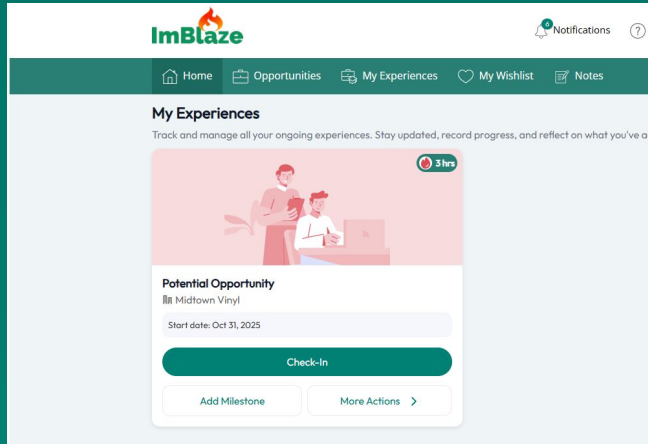 ImBlaze
6
Notifications
?
Home
Opportunities
My Experiences
My Wishlist
Notes
My Experiences
Track and manage all your ongoing experiences. Stay updated, record progress, and reflect on what you've a
3 hrs
Potential Opportunity
Midtown Vinyl
Start date: Oct 31, 2025
Check-In
Add Milestone
More Actions